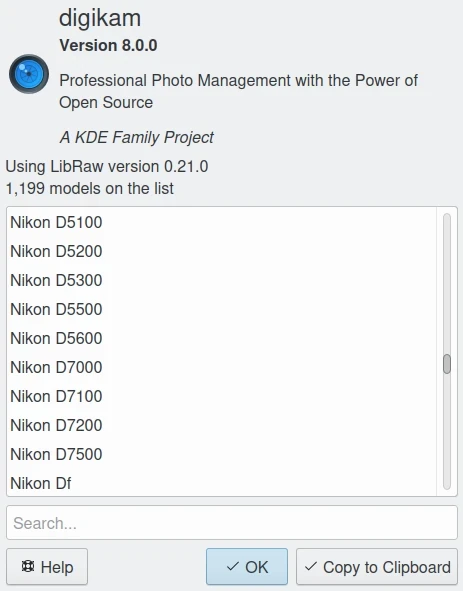 digikam
Version 8.0.0
Professional Photo Management with the Power of
Open Source
A KDE Family Project
Using LibRaw version 0.21.0
1,199 models on the list
Nikon D5100
Nikon D5200
Nikon D5300
Nikon D5500
Nikon D5600
Nikon D7000
Nikon D7100
Nikon D7200
Nikon D7500
Nikon Df
Search...
Help
OK
Copy to Clipboard